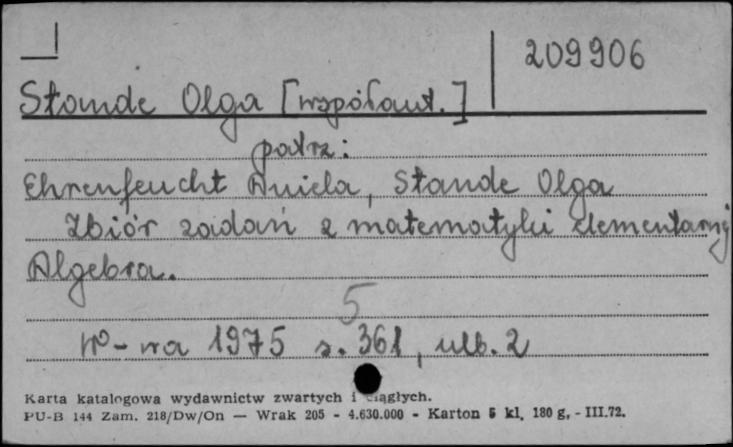 209906
Stande Olga [współaut.]
patrz:
Ehrenfeucht Aniela, Stande Olga
Zbiór zadań z matematyki elementarnej
Algebra.
5
W-wa 1975 s. 361, ulb. 2
Karta katalogowa wydawnictw zwartych i ciągłych.
PU-B 144 Zam. 218/Dw/On — Wrak 205 - 4.630.000 - Karton 5 kl. 180 g. - III.72.